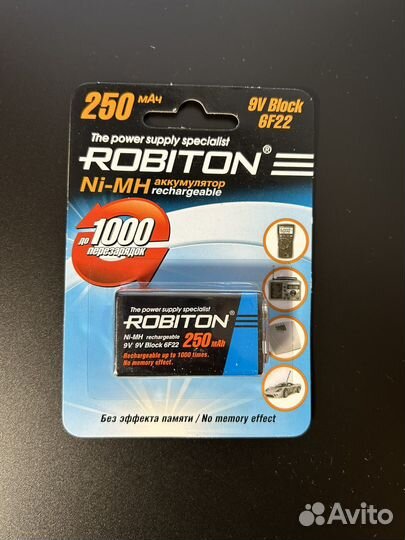 250 мАч
9V Block
6F22
The power supply specialist
ROBITON®
Ni-MH аккумулятор
rechargeable
до 1000
перезарядок
The power supply specialist
ROBITON®
Ni-MH rechargeable
9V 9V Block 6F22 250 mAh
Rechargeable up to 1000 times.
No memory effect.
Без эффекта памяти / No memory effect
Avito